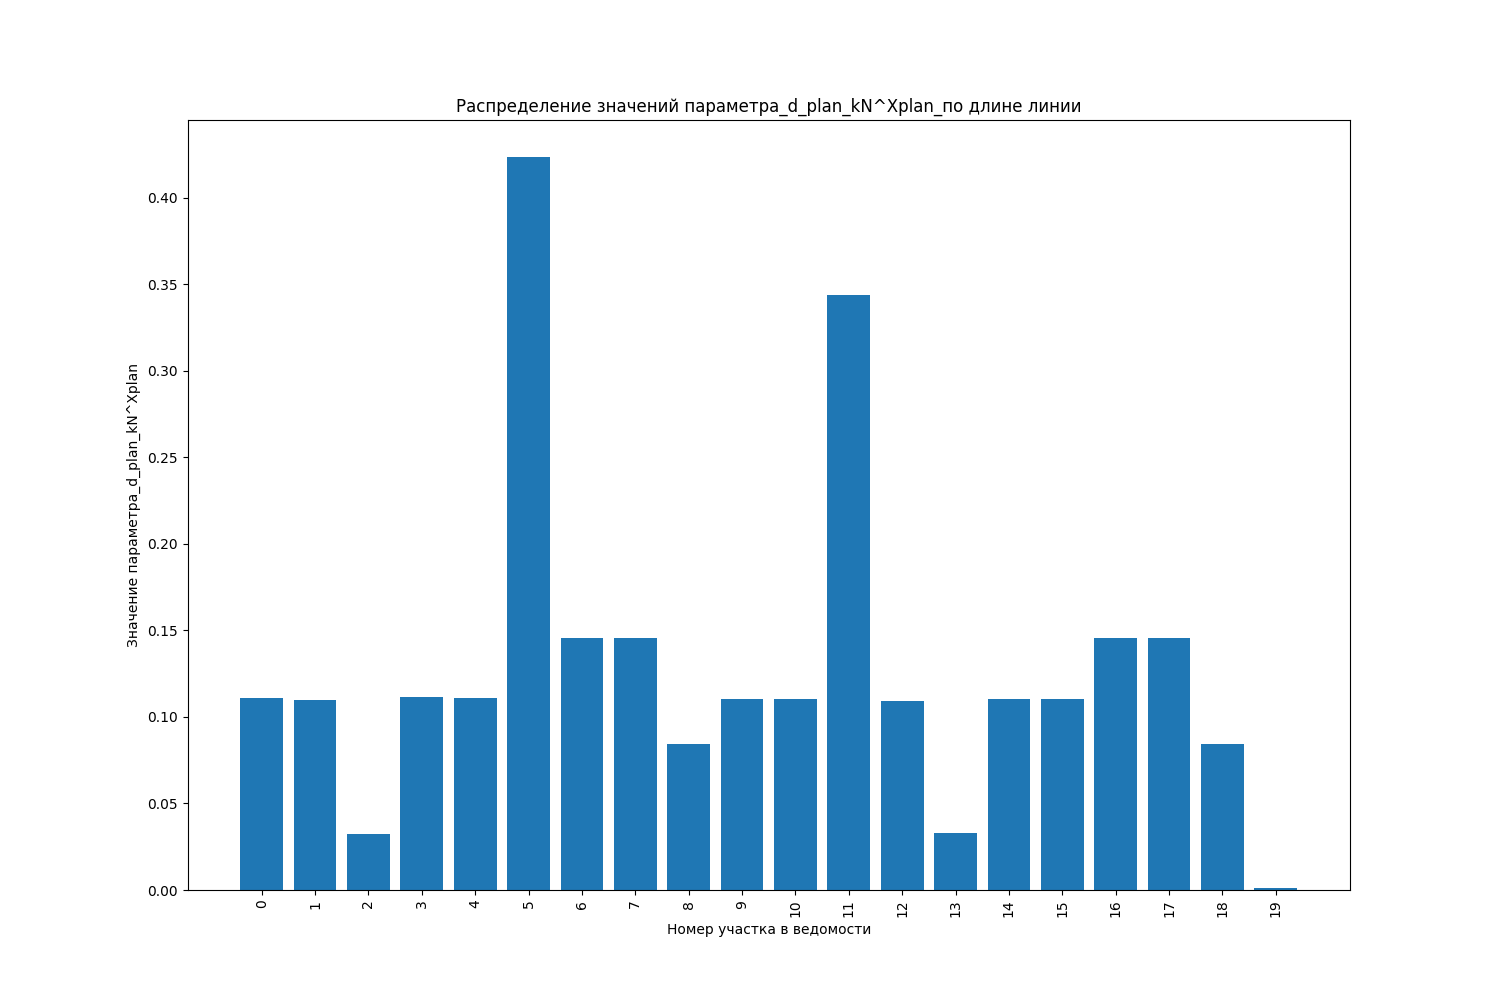 Распределение значений параметра_d_plan_kN^Xplan_по длине линии
Значение параметра_d_plan_kN^Xplan
0.40
0.35
0.30
0.25
0.20
0.15
0.10
0.05
0.00
0 1 2 3 4 5 6 7 8 9 10 11 12 13 14 15 16 17 18 19
Номер участка в ведомости